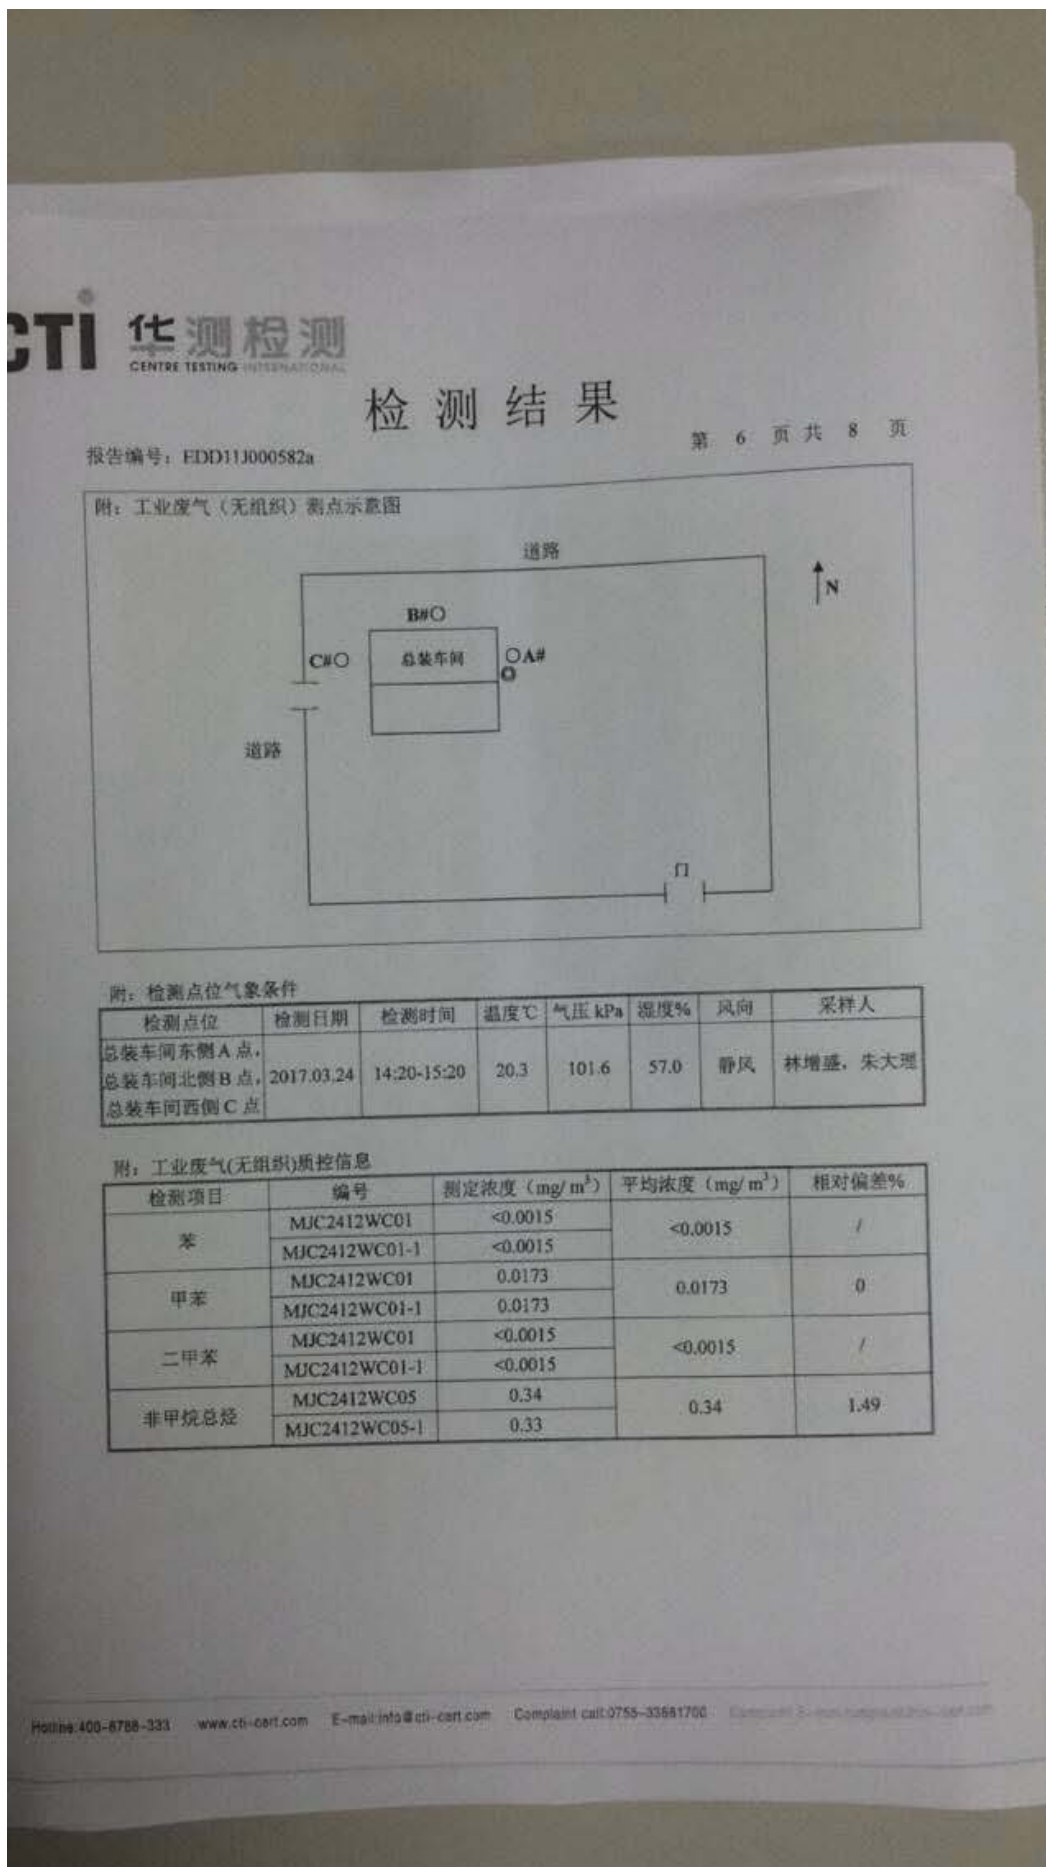 CTI 华测检测
®
CENTRE TESTING INTERNATIONAL
检测结果
报告编号：EDD11J000582a
第 6 页共 8 页
附：工业废气（无组织）测点示意图
道路
N
B#○
C#○ 总装车间 ○A#
◎
道路
门
附：检测点位气象条件
检测点位 检测日期 检测时间 温度℃ 气压 kPa 湿度% 风向 采样人
总装车间东侧 A 点，
总装车间北侧 B 点， 2017.03.24 14:20-15:20 20.3 101.6 57.0 静风 林增盛，朱大理
总装车间西侧 C 点
附：工业废气(无组织)质控信息
检测项目 编号 测定浓度（mg/ m³） 平均浓度（mg/ m³） 相对偏差%
苯 MJC2412WC01 <0.0015 <0.0015 /
MJC2412WC01-1 <0.0015
甲苯 MJC2412WC01 0.0173 0.0173 0
MJC2412WC01-1 0.0173
二甲苯 MJC2412WC01 <0.0015 <0.0015 /
MJC2412WC01-1 <0.0015
非甲烷总烃 MJC2412WC05 0.34 0.34 1.49
MJC2412WC05-1 0.33
Hotline:400-6788-333 www.cti-cert.com E-mail:info@cti-cert.com Complaint call:0755-33681700